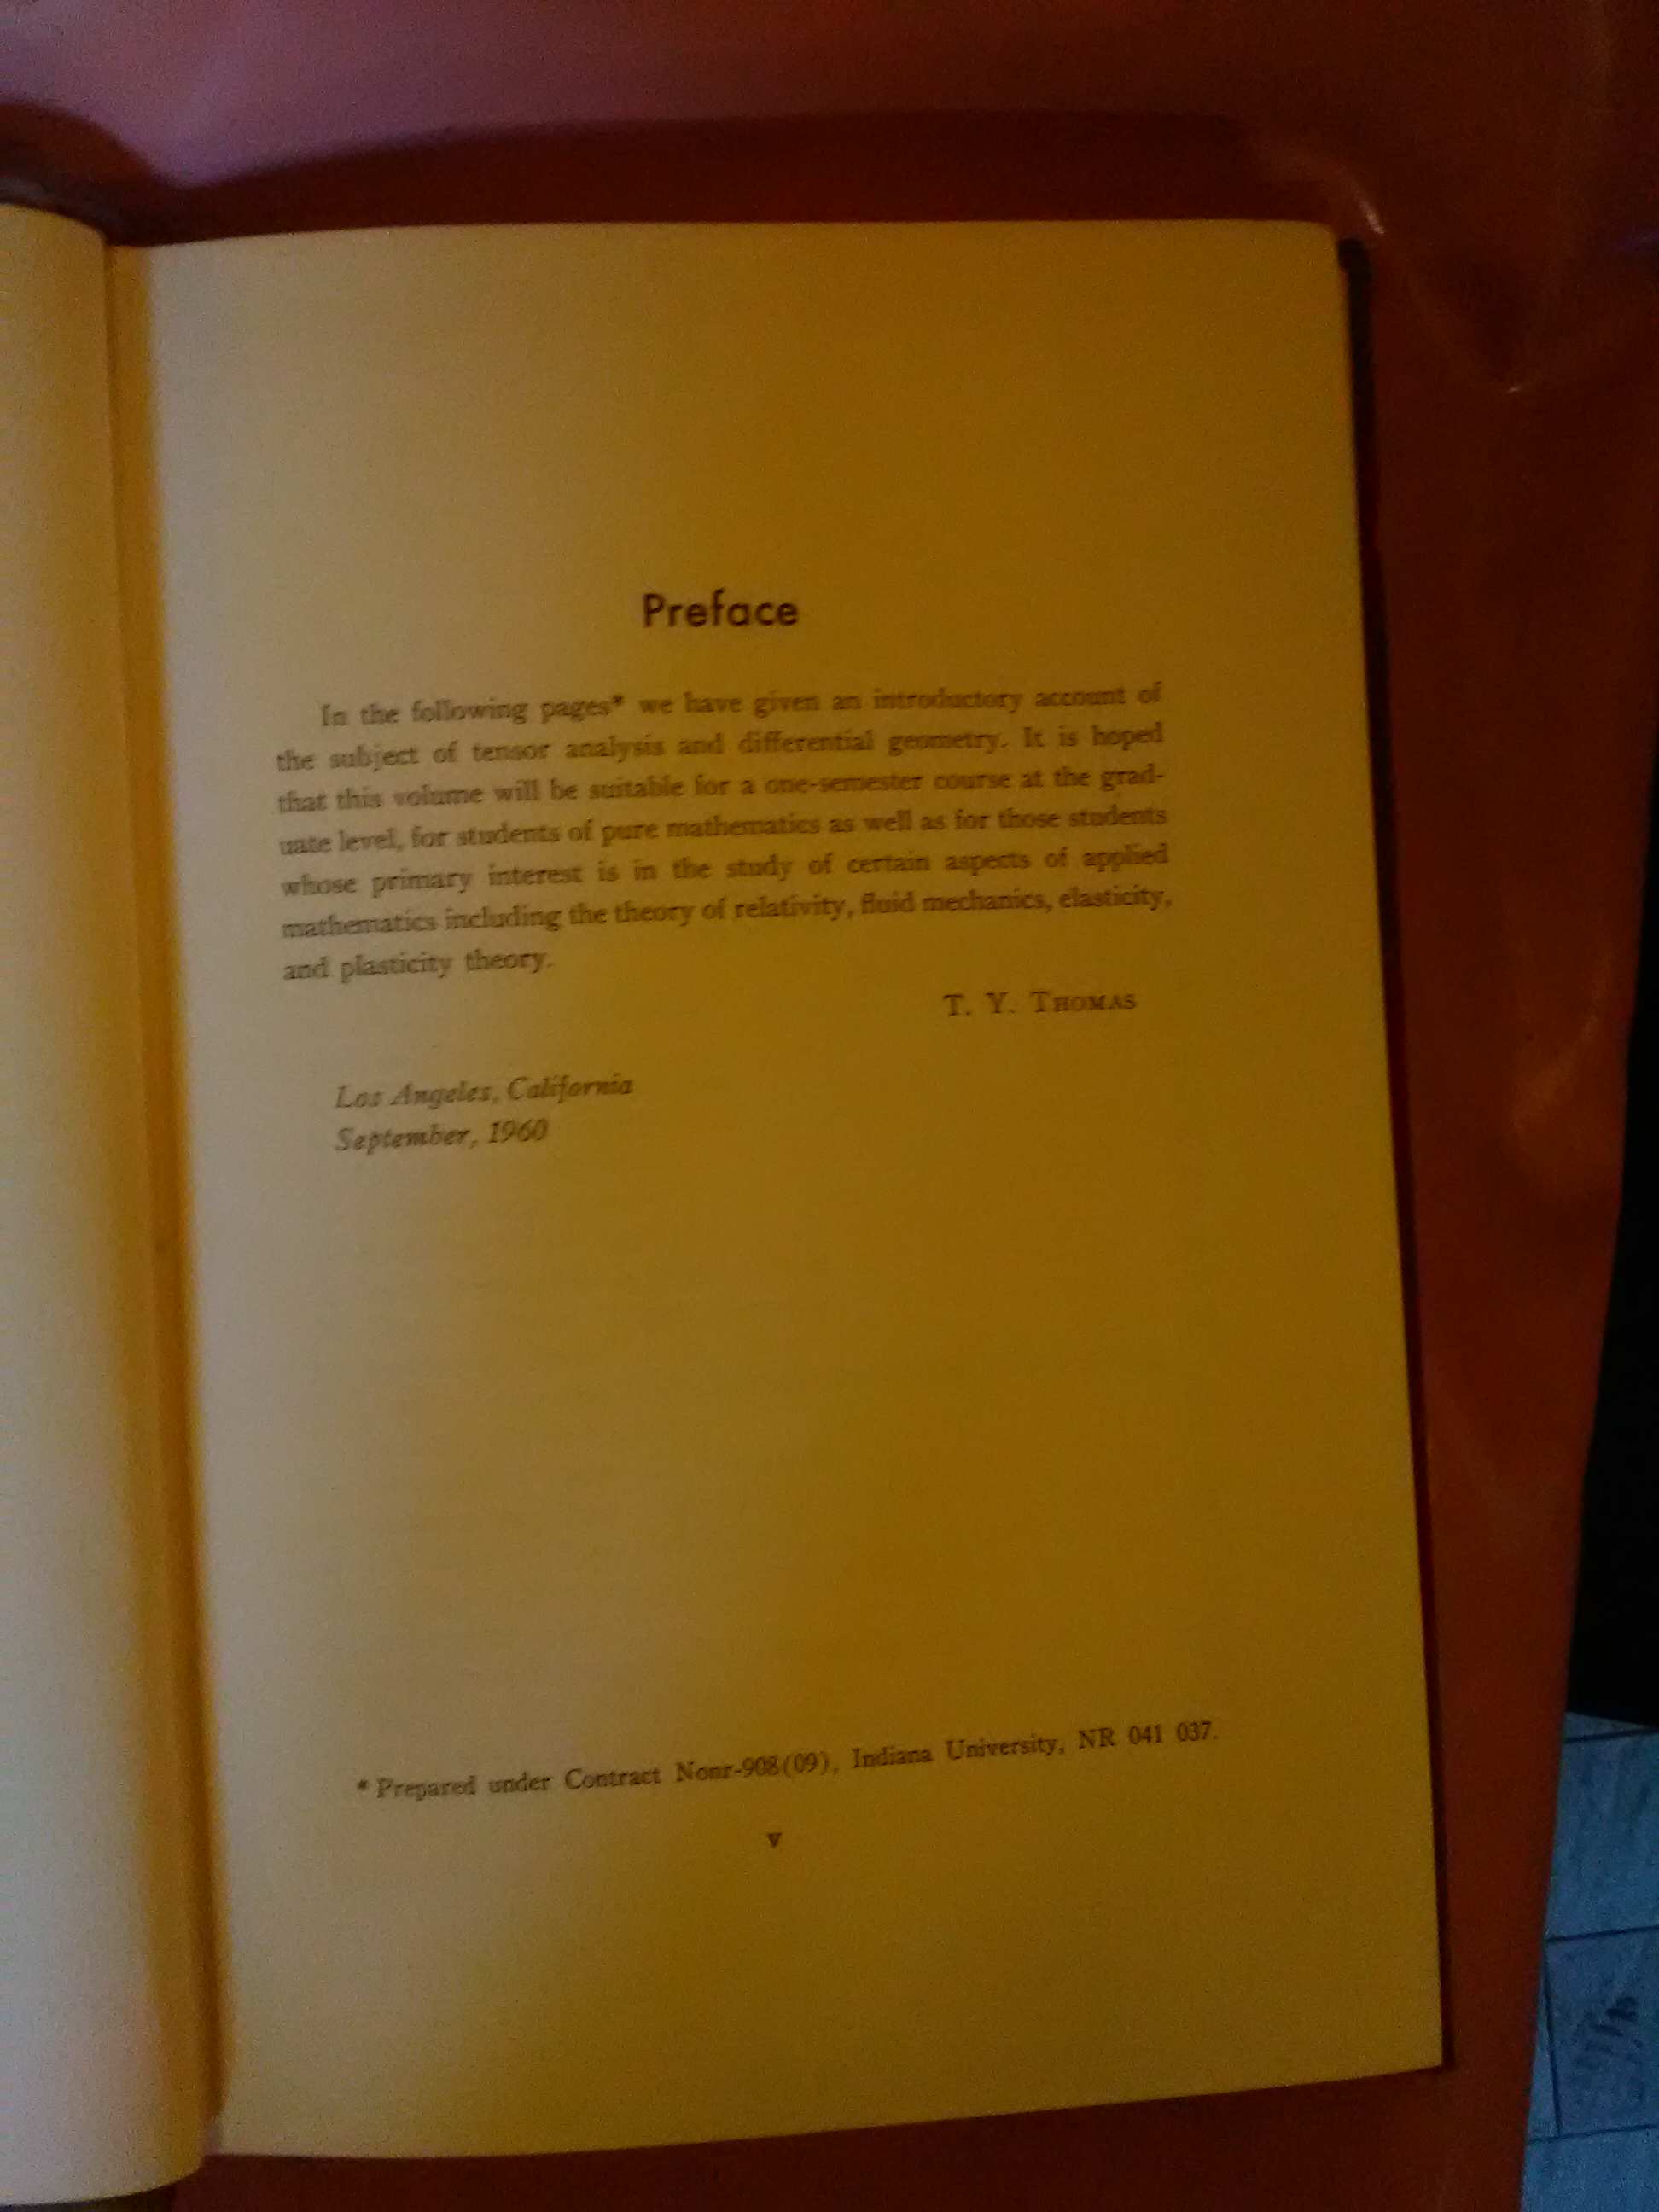 Preface
In the following pages* we have given an introductory account of
the subject of tensor analysis and differential geometry. It is hoped
that this volume will be suitable for a one-semester course at the grad-
uate level, for students of pure mathematics as well as for those students
whose primary interest is in the study of certain aspects of applied
mathematics including the theory of relativity, fluid mechanics, elasticity,
and plasticity theory.
T. Y. THOMAS
Los Angeles, California
September, 1960
* Prepared under Contract Nonr-908(09), Indiana University, NR 041 037.
v